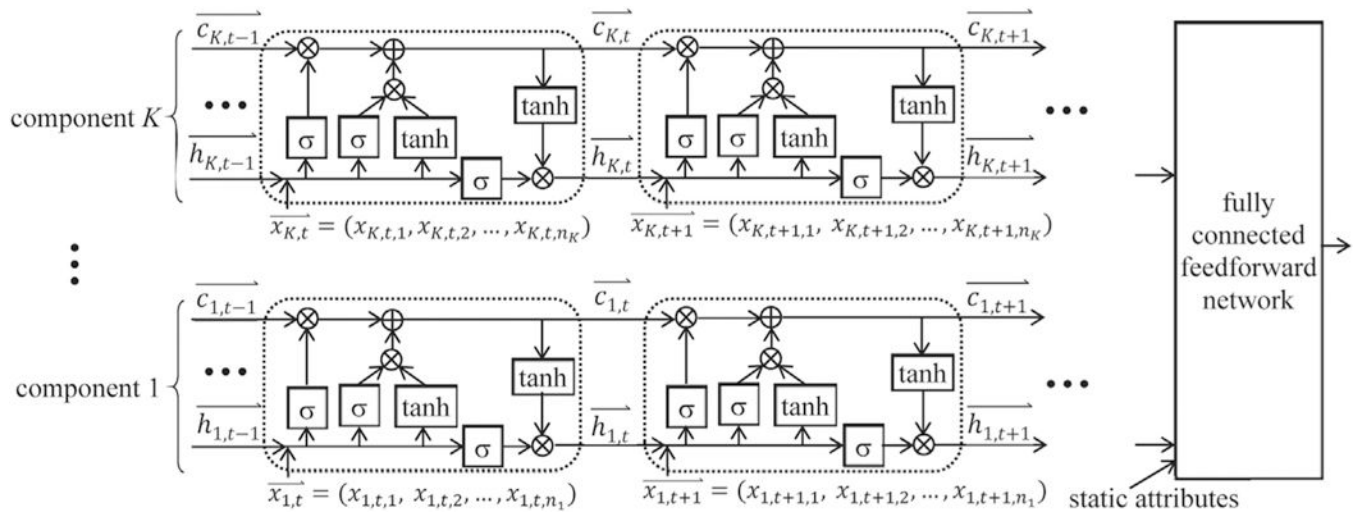 c_{K,t−1} c_{K,t} c_{K,t+1}
tanh tanh
component K
σ σ tanh σ σ tanh
h_{K,t−1} h_{K,t} h_{K,t+1}
σ σ
x_{K,t} = (x_{K,t,1}, x_{K,t,2}, …, x_{K,t,n_K}) x_{K,t+1} = (x_{K,t+1,1}, x_{K,t+1,2}, …, x_{K,t+1,n_K})
fully
connected
feedforward
network
c_{1,t−1} c_{1,t} c_{1,t+1}
tanh tanh
component 1
σ σ tanh σ σ tanh
h_{1,t−1} h_{1,t} h_{1,t+1}
σ σ
x_{1,t} = (x_{1,t,1}, x_{1,t,2}, …, x_{1,t,n_1}) x_{1,t+1} = (x_{1,t+1,1}, x_{1,t+1,2}, …, x_{1,t+1,n_1})
static attributes